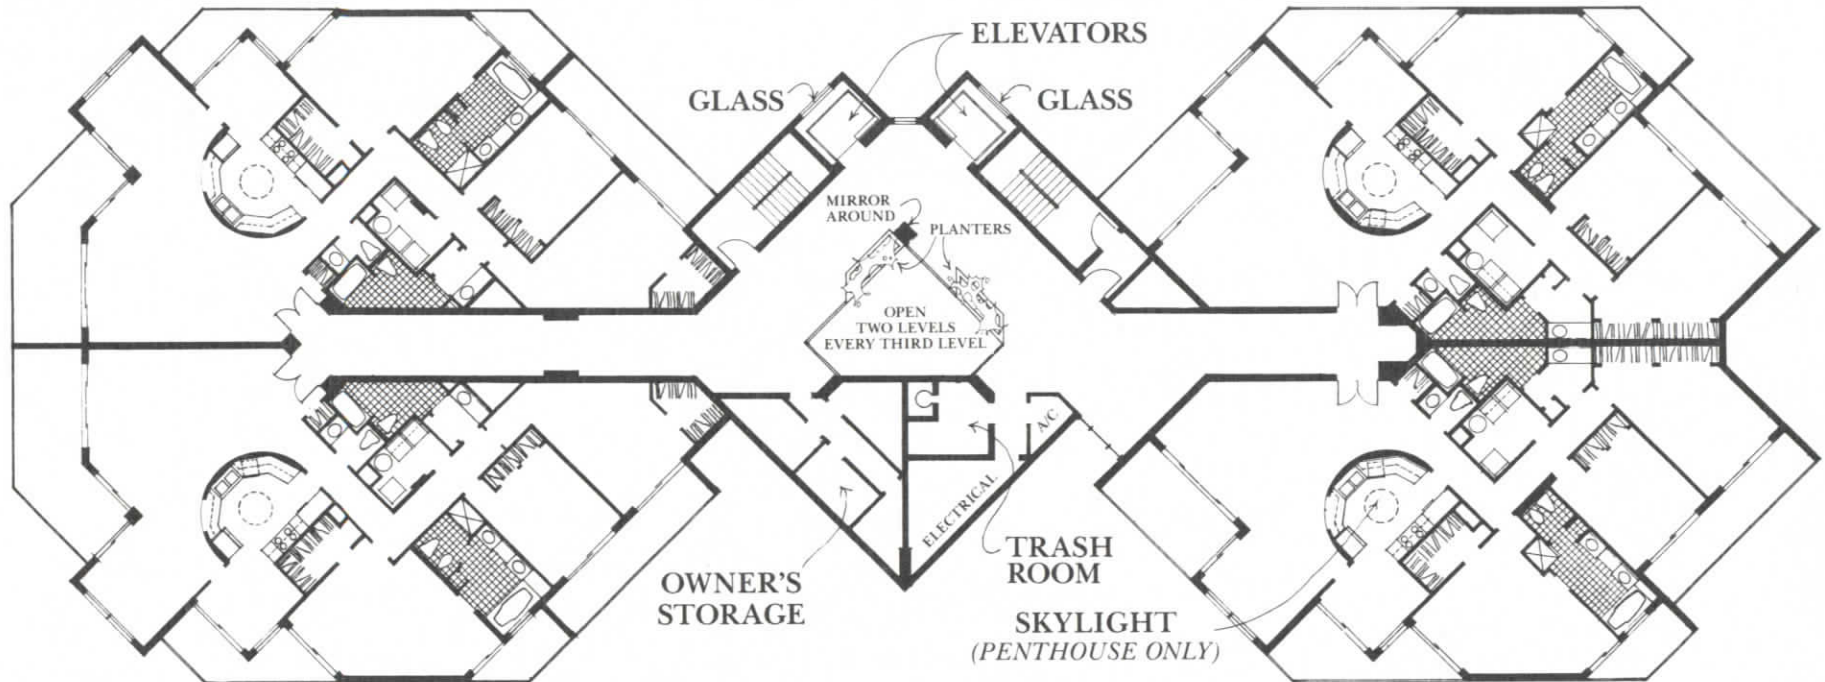 ELEVATORS
GLASS
GLASS
MIRROR
AROUND
PLANTERS
OPEN
TWO LEVELS
EVERY THIRD LEVEL
A/C
ELECTRICAL
TRASH
ROOM
OWNER'S
STORAGE
SKYLIGHT
(PENTHOUSE ONLY)